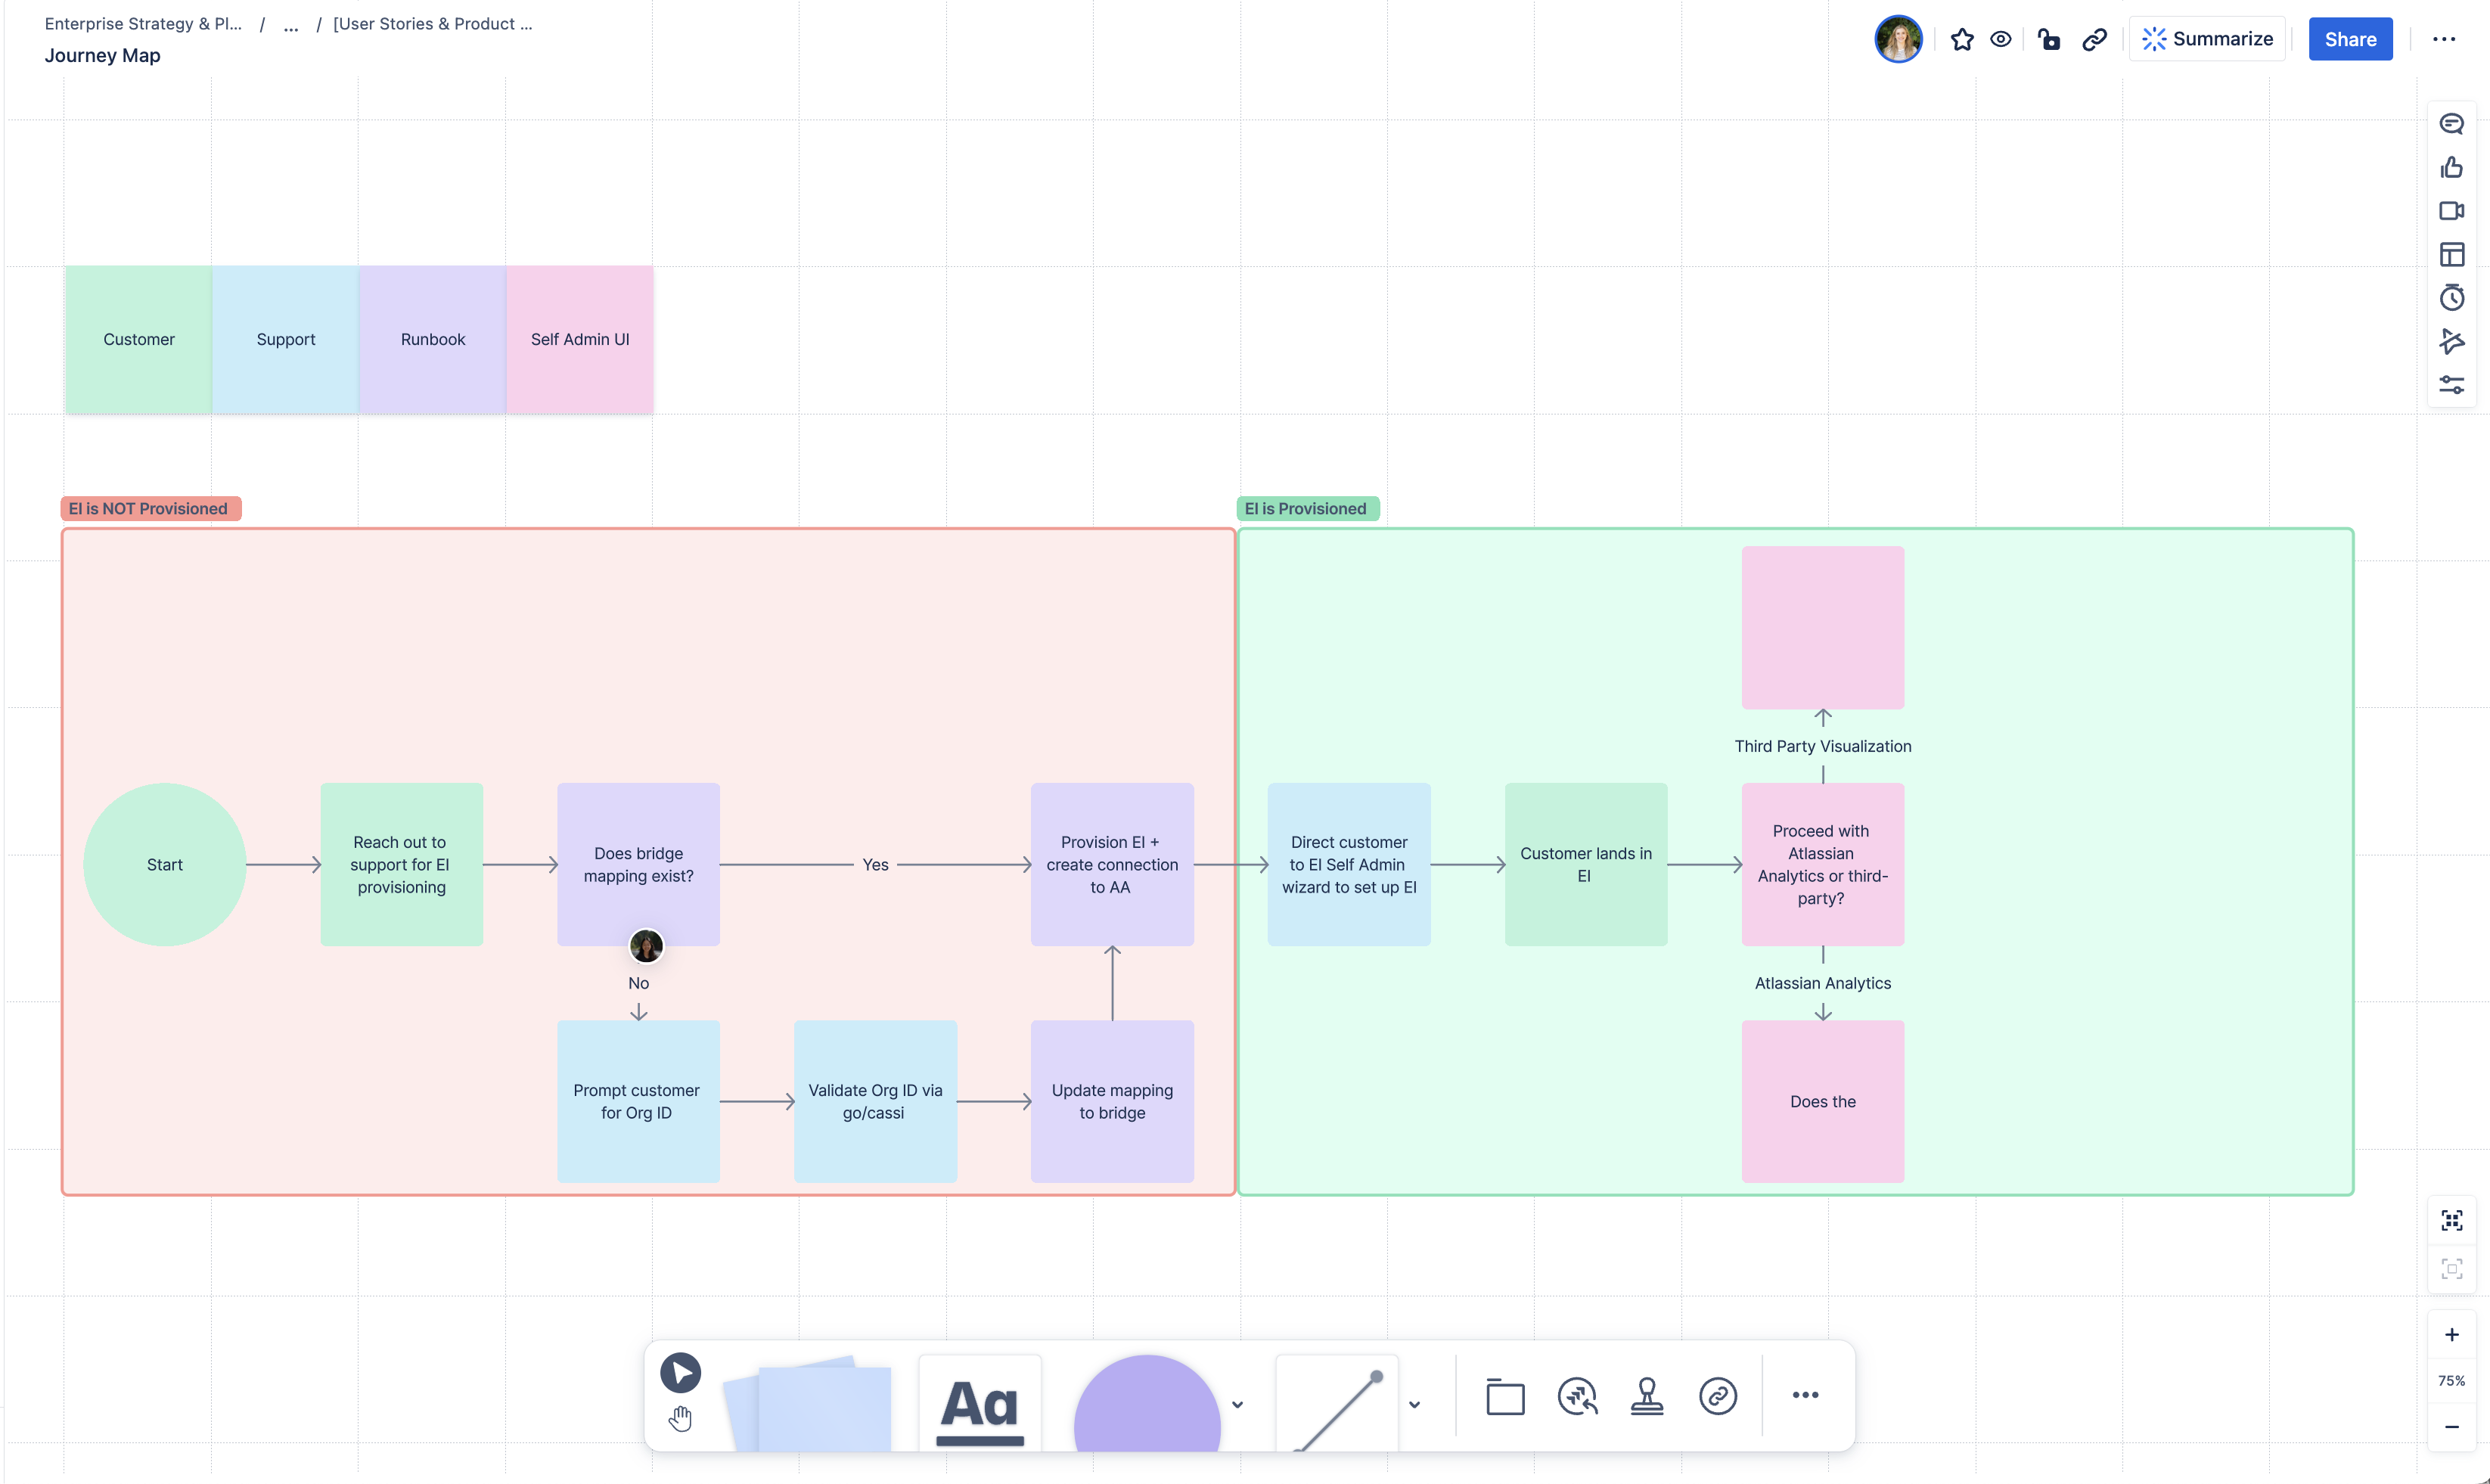 Enterprise Strategy & Pl... / ... / [User Stories & Product ...
Journey Map
Summarize
Share
Customer
Support
Runbook
Self Admin UI
EI is NOT Provisioned
EI is Provisioned
Third Party Visualization
Start
Reach out to
support for EI
provisioning
Does bridge
mapping exist?
Yes
Provision EI +
create connection
to AA
Direct customer
to EI Self Admin
wizard to set up EI
Customer lands in
EI
Proceed with
Atlassian
Analytics or third-
party?
No
Atlassian Analytics
Prompt customer
for Org ID
Validate Org ID via
go/cassi
Update mapping
to bridge
Does the
Aa
75%